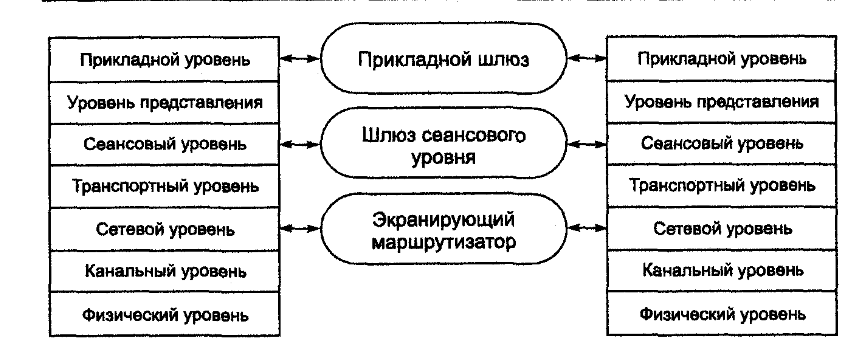 Прикладной уровень
Уровень представления
Сеансовый уровень
Транспортный уровень
Сетевой уровень
Канальный уровень
Физический уровень
Прикладной шлюз
Шлюз сеансового
уровня
Экранирующий
маршрутизатор
Прикладной уровень
Уровень представления
Сеансовый уровень
Транспортный уровень
Сетевой уровень
Канальный уровень
Физический уровень